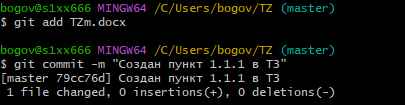 bogov@s1xx666 MINGW64 /C/Users/bogov/TZ (master)
$ git add TZm.docx
bogov@s1xx666 MINGW64 /C/Users/bogov/TZ (master)
$ git commit -m "Создан пункт 1.1.1 в ТЗ"
[master 79cc76d] Создан пункт 1.1.1 в ТЗ
 1 file changed, 0 insertions(+), 0 deletions(-)